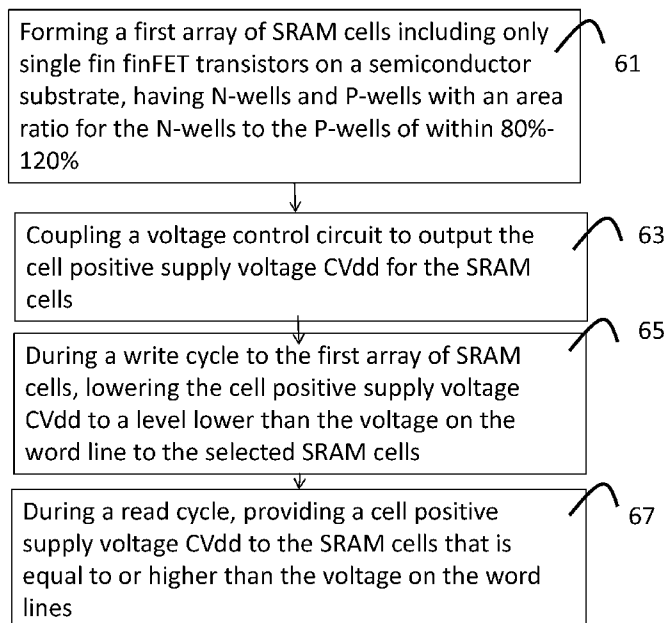 Forming a first array of SRAM cells including only
single fin finFET transistors on a semiconductor
substrate, having N-wells and P-wells with an area
ratio for the N-wells to the P-wells of within 80%-
120%
61
Coupling a voltage control circuit to output the
cell positive supply voltage CVdd for the SRAM
cells
63
During a write cycle to the first array of SRAM
cells, lowering the cell positive supply voltage
CVdd to a level lower than the voltage on the
word line to the selected SRAM cells
65
During a read cycle, providing a cell positive
supply voltage CVdd to the SRAM cells that is
equal to or higher than the voltage on the word
lines
67